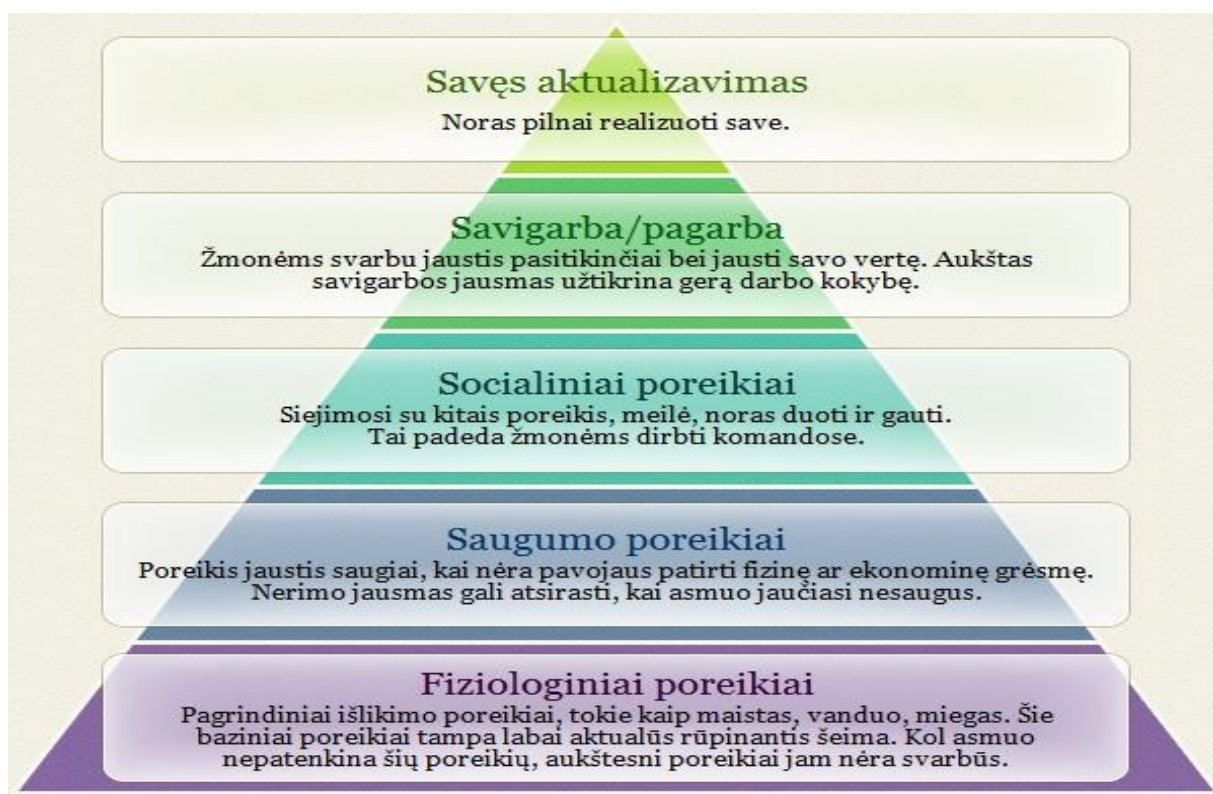 Savęs aktualizavimas
Noras pilnai realizuoti save.
Savigarba/pagarba
Žmonėms svarbu jaustis pasitikinčiai bei jausti savo vertę. Aukštas
savigarbos jausmas užtikrina gerą darbo kokybę.
Socialiniai poreikiai
Siejimosi su kitais poreikis, meilė, noras duoti ir gauti.
Tai padeda žmonėms dirbti komandose.
Saugumo poreikiai
Poreikis jaustis saugiai, kai nėra pavojaus patirti fizinę ar ekonominę grėsmę.
Nerimo jausmas gali atsirasti, kai asmuo jaučiasi nesaugus.
Fiziologiniai poreikiai
Pagrindiniai išlikimo poreikiai, tokie kaip maistas, vanduo, miegas. Šie
baziniai poreikiai tampa labai aktualūs rūpinantis šeima. Kol asmuo
nepatenkina šių poreikių, aukštesni poreikiai jam nėra svarbūs.